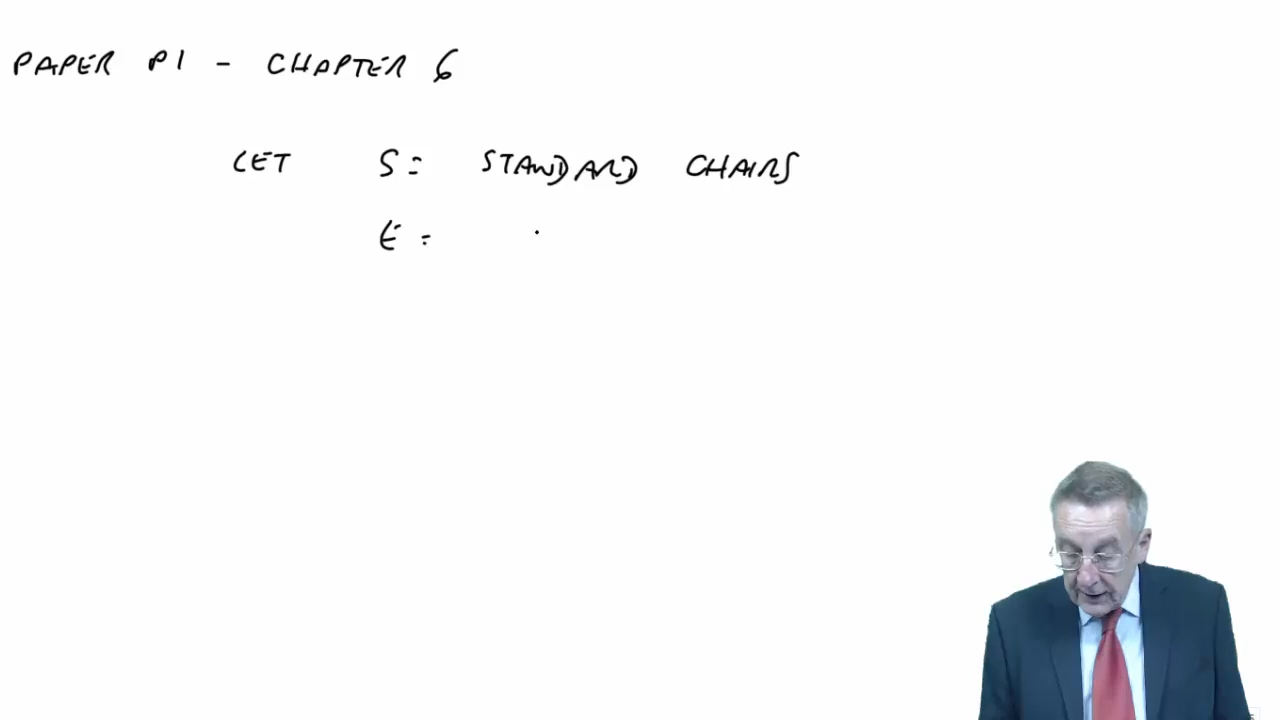 PAPER P1 - CHAPTER 6
LET S = STANDARD CHAIRS
E =